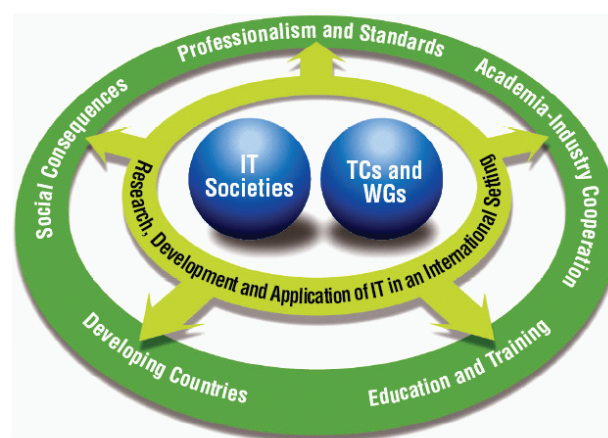 Professionalism and Standards
Social Consequences
Academia-Industry Cooperation
IT
Societies
TCs and
WGs
Research, Development and Application of IT in an International Setting
Developing Countries
Education and Training